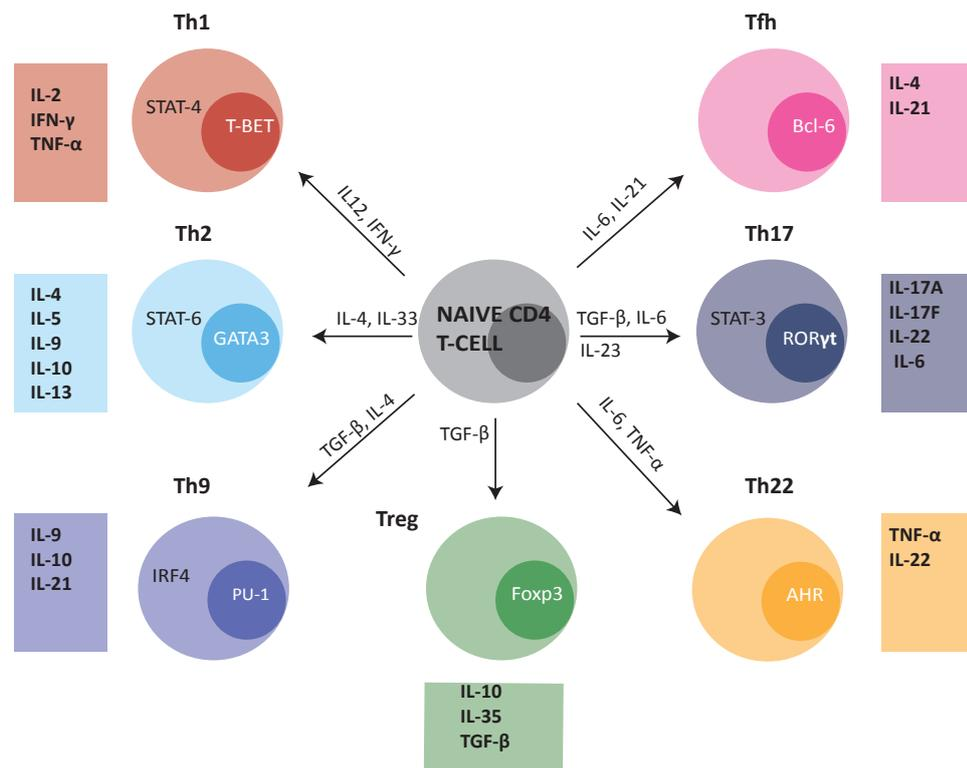 Th1
IL-2
IFN-γ
TNF-α
STAT-4
T-BET
IL12, IFN-γ
Tfh
Bcl-6
IL-4
IL-21
IL-6, IL-21
Th2
IL-4
IL-5
IL-9
IL-10
IL-13
STAT-6
GATA3
IL-4, IL-33
NAIVE CD4
T-CELL
TGF-β, IL-6
IL-23
Th17
STAT-3
RORγt
IL-17A
IL-17F
IL-22
IL-6
TGF-β, IL-4
Th9
IL-9
IL-10
IL-21
IRF4
PU-1
TGF-β
Treg
Foxp3
IL-10
IL-35
TGF-β
IL-6, TNF-α
Th22
AHR
TNF-α
IL-22